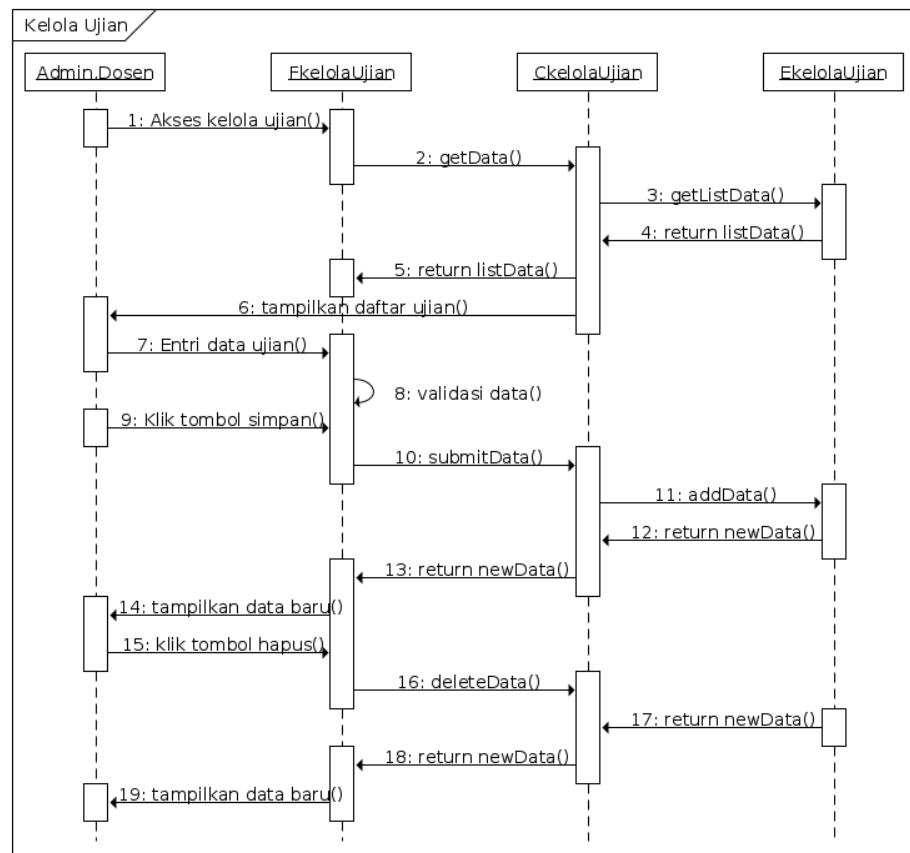 Kelola Ujian
Admin.Dosen
FkelolaUjian
CkelolaUjian
EkelolaUjian
1: Akses kelola ujian()
2: getData()
3: getListData()
4: return listData()
5: return listData()
6: tampilkan daftar ujian()
7: Entri data ujian()
8: validasi data()
9: Klik tombol simpan()
10: submitData()
11: addData()
12: return newData()
13: return newData()
14: tampilkan data baru()
15: klik tombol hapus()
16: deleteData()
17: return newData()
18: return newData()
19: tampilkan data baru()